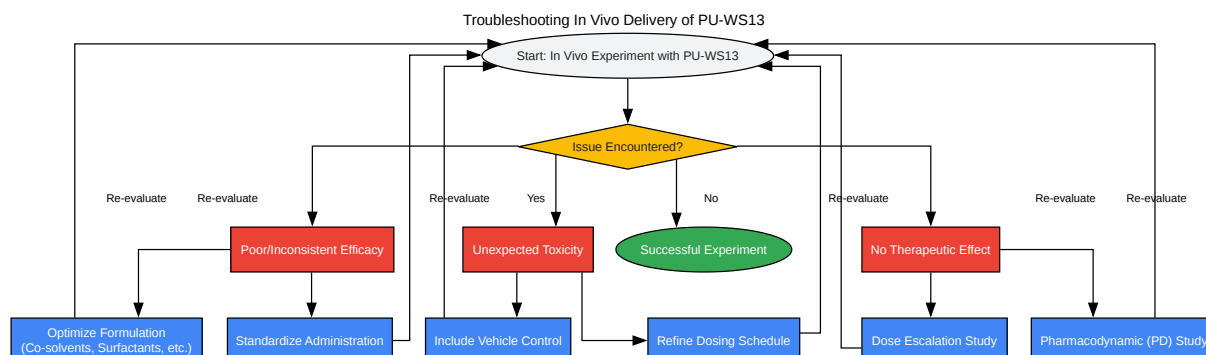 Troubleshooting In Vivo Delivery of PU-WS13
Start: In Vivo Experiment with PU-WS13
Issue Encountered?
Re-evaluate
Re-evaluate
Re-evaluate
Yes
No
Re-evaluate
Re-evaluate
Re-evaluate
Poor/Inconsistent Efficacy
Unexpected Toxicity
Successful Experiment
No Therapeutic Effect
Optimize Formulation
(Co-solvents, Surfactants, etc.)
Standardize Administration
Include Vehicle Control
Refine Dosing Schedule
Dose Escalation Study
Pharmacodynamic (PD) Study